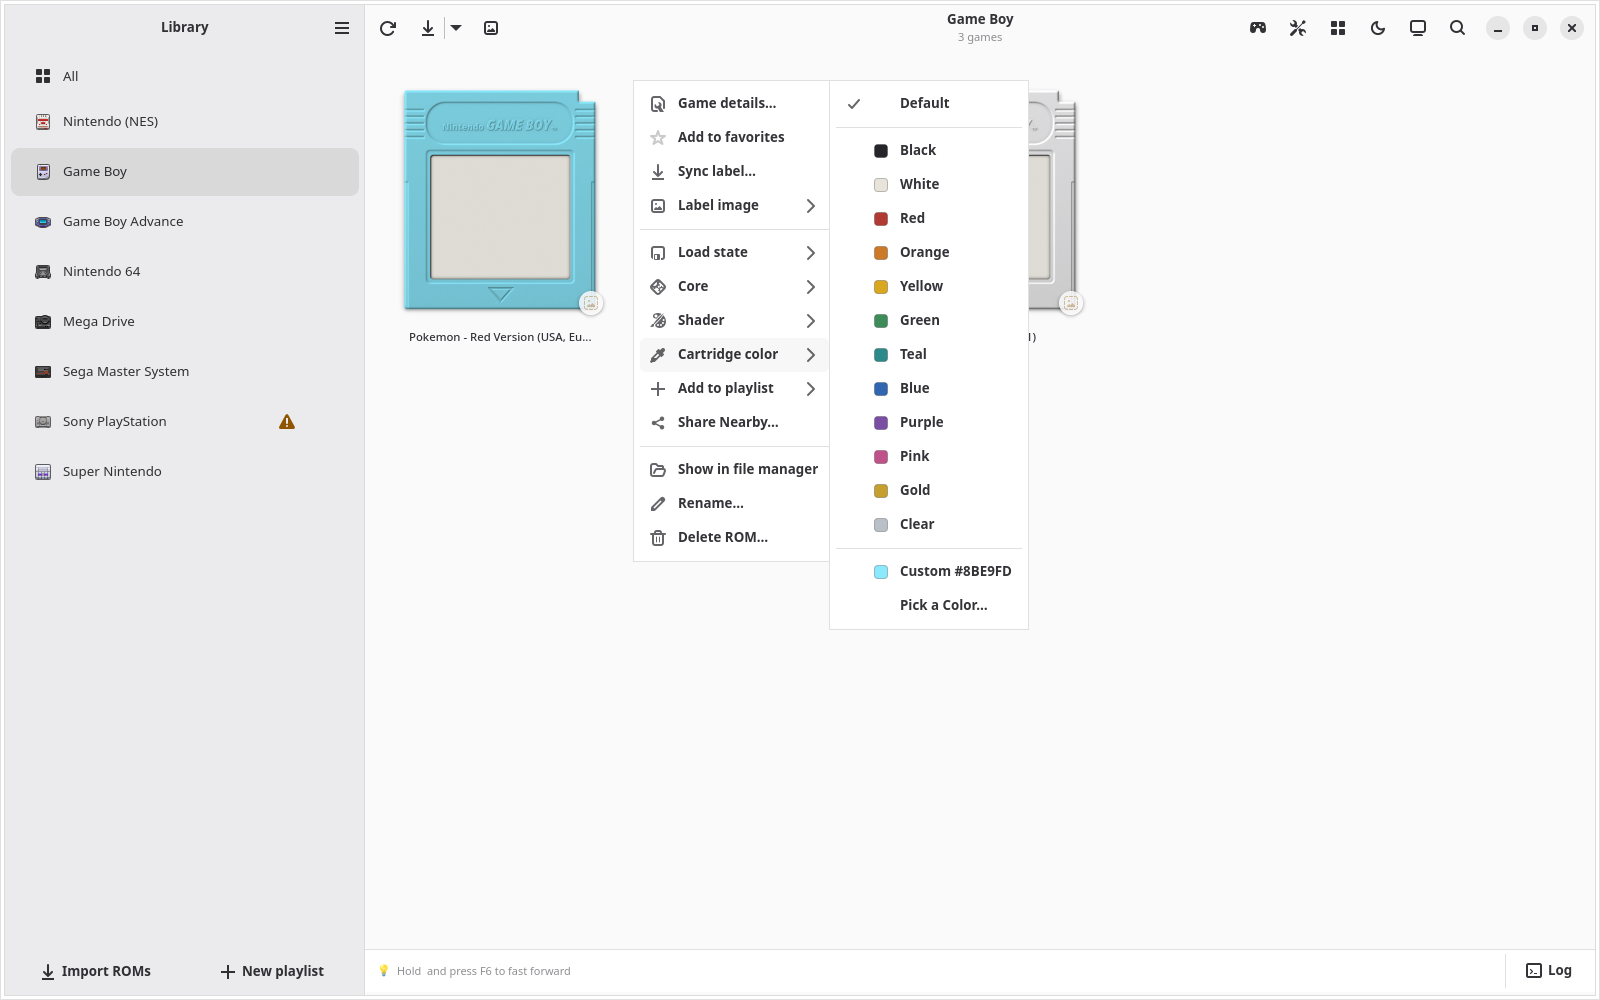 Library
All
Nintendo (NES)
Game Boy
Game Boy Advance
Nintendo 64
Mega Drive
Sega Master System
Sony PlayStation
Super Nintendo
Import ROMs
New playlist
Game Boy
3 games
Nintendo GAME BOY
Pokemon - Red Version (USA, Eu...
1)
Game details...
Add to favorites
Sync label...
Label image
Load state
Core
Shader
Cartridge color
Add to playlist
Share Nearby...
Show in file manager
Rename...
Delete ROM...
Default
Black
White
Red
Orange
Yellow
Green
Teal
Blue
Purple
Pink
Gold
Clear
Custom #8BE9FD
Pick a Color...
Hold  and press F6 to fast forward
Log